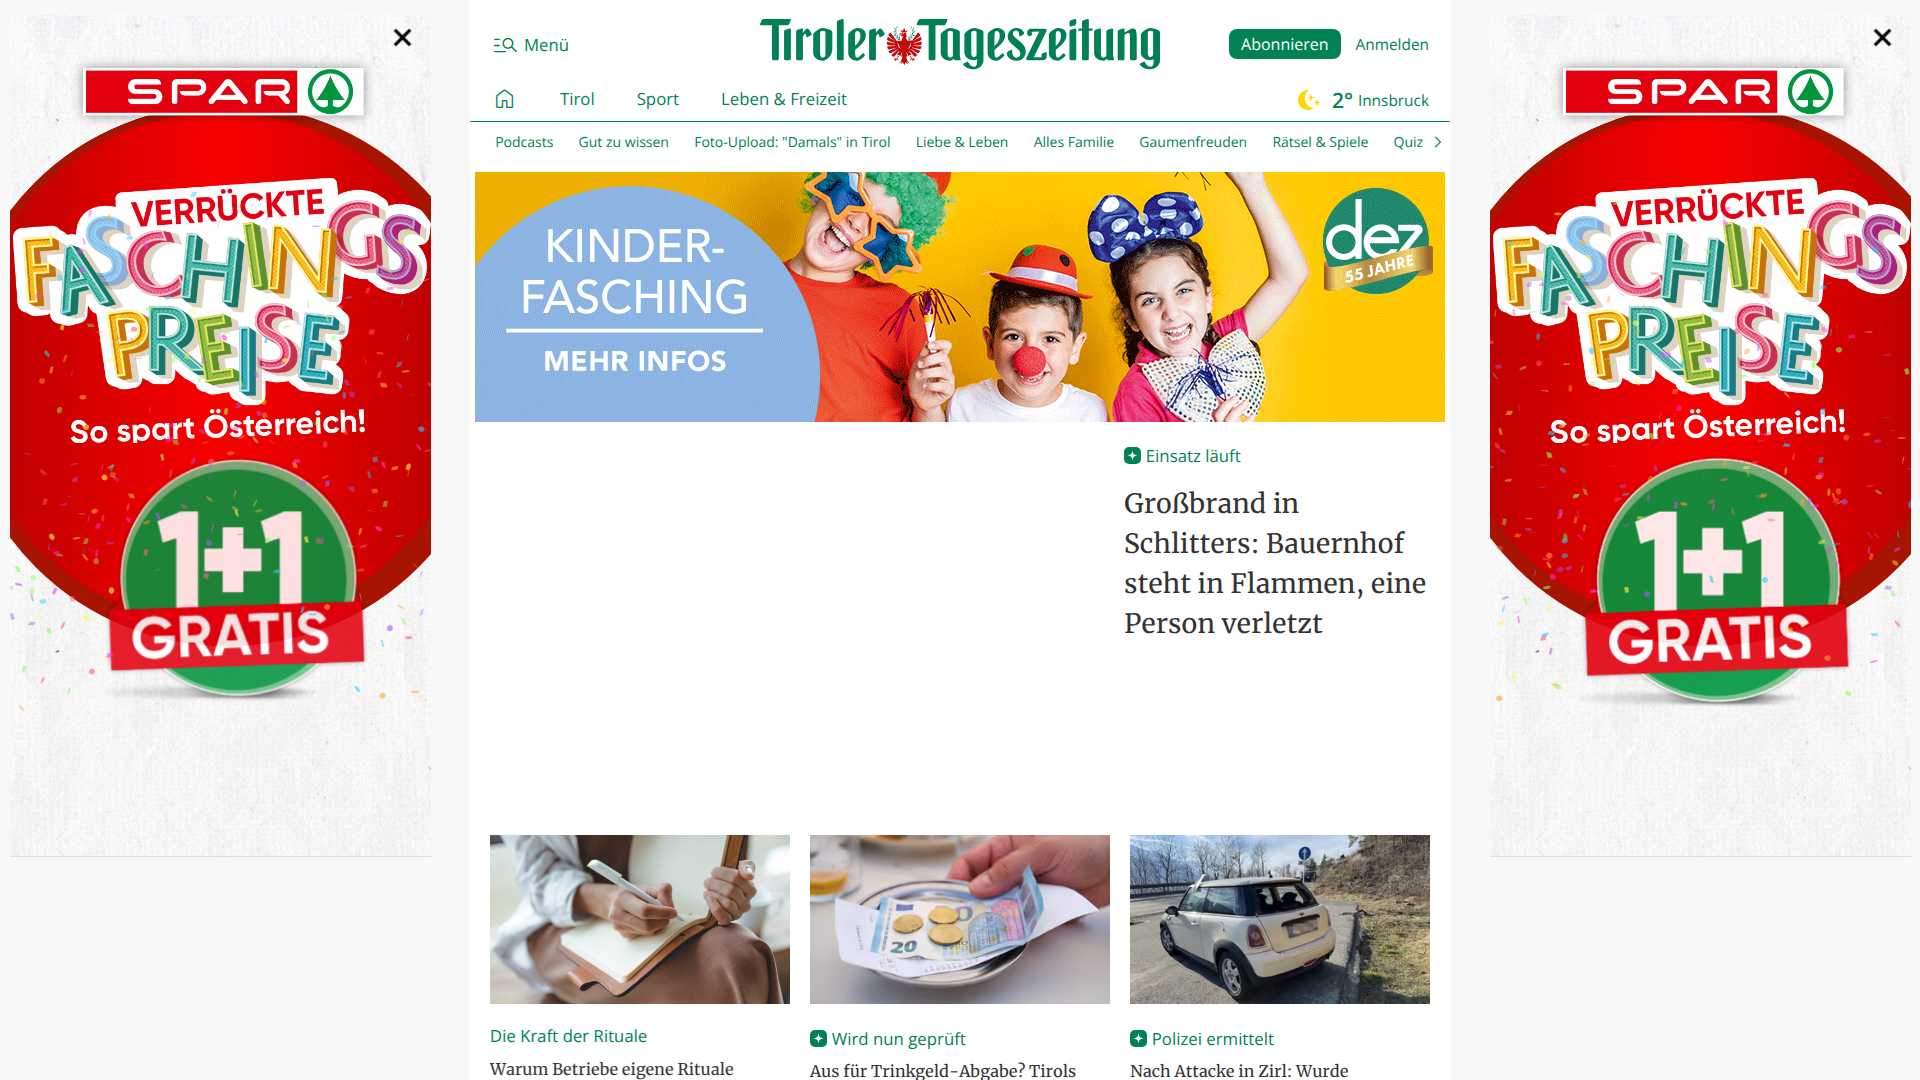 SPAR
VERRÜCKTE
FASCHINGS
PREISE
So spart Österreich!
1+1
GRATIS
Menü
Tiroler Tageszeitung
Abonnieren
Anmelden
Tirol
Sport
Leben & Freizeit
2° Innsbruck
Podcasts
Gut zu wissen
Foto-Upload: "Damals" in Tirol
Liebe & Leben
Alles Familie
Gaumenfreuden
Rätsel & Spiele
Quiz
KINDER-
FASCHING
MEHR INFOS
dez
55 JAHRE
Einsatz läuft
Großbrand in
Schlitters: Bauernhof
steht in Flammen, eine
Person verletzt
20
Die Kraft der Rituale
Warum Betriebe eigene Rituale
Wird nun geprüft
Aus für Trinkgeld-Abgabe? Tirols
Polizei ermittelt
Nach Attacke in Zirl: Wurde
SPAR
VERRÜCKTE
FASCHINGS
PREISE
So spart Österreich!
1+1
GRATIS